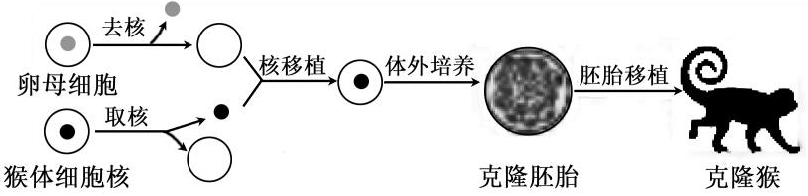 去核
卵母细胞
取核
猴体细胞核
核移植
体外培养
克隆胚胎
胚胎移植
克隆猴